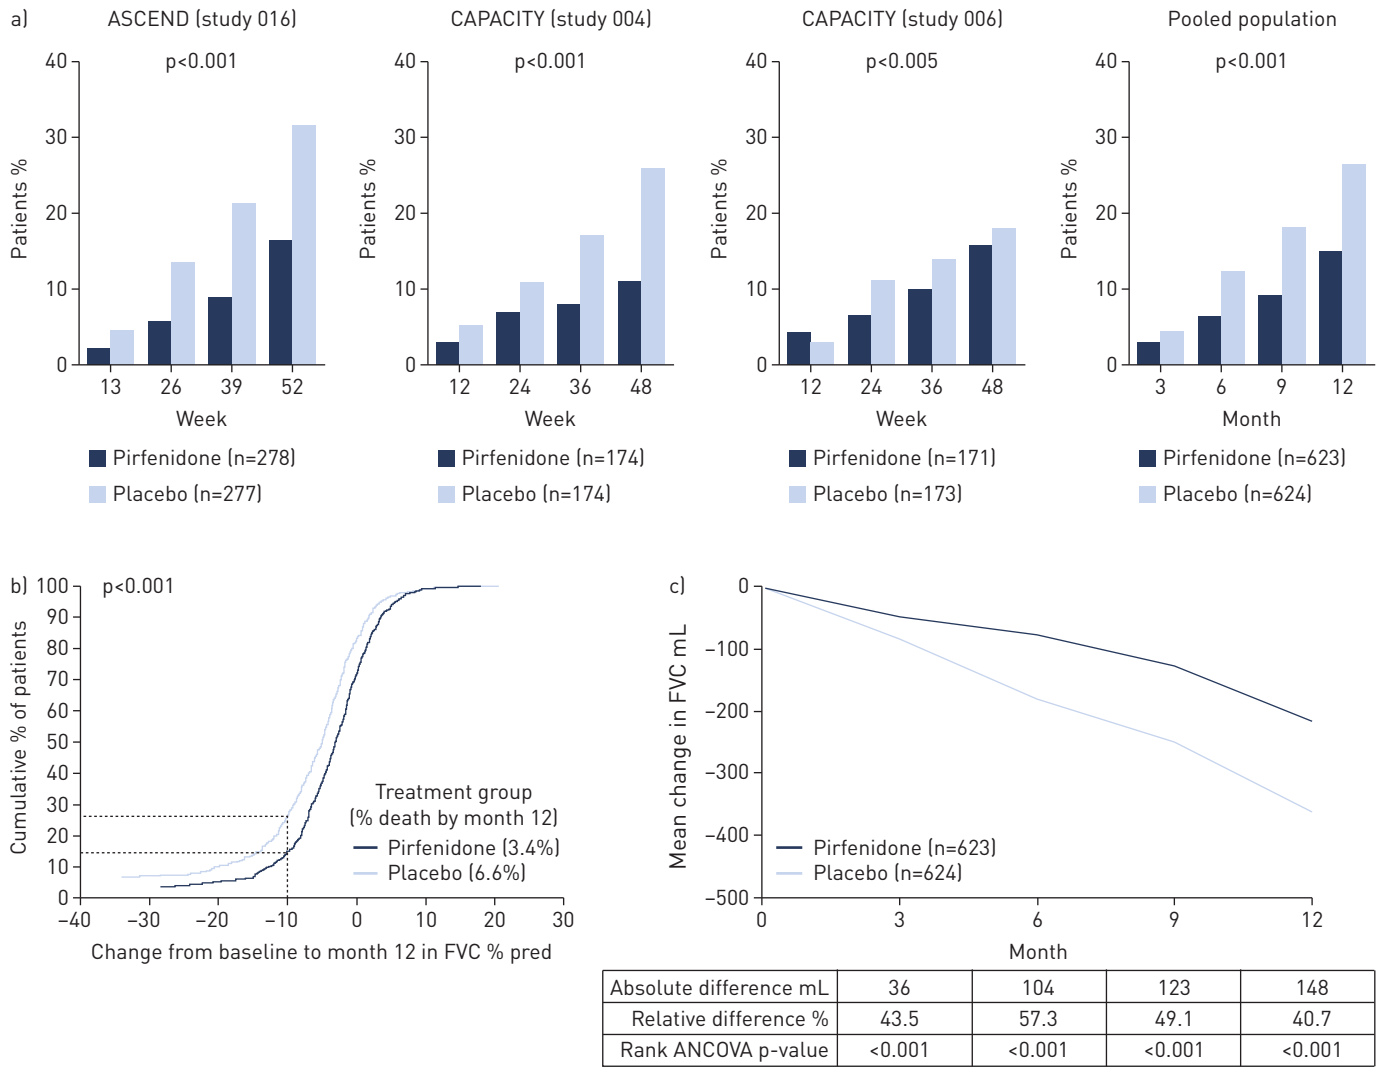 a)
ASCEND (study 016)
40
30
20
10
0
Patients %
p<0.001
13 26 39 52
Week
Pirfenidone (n=278)
Placebo (n=277)
CAPACITY (study 004)
40
30
20
10
0
Patients %
p<0.001
12 24 36 48
Week
Pirfenidone (n=174)
Placebo (n=174)
CAPACITY (study 006)
40
30
20
10
0
Patients %
p<0.005
12 24 36 48
Week
Pirfenidone (n=171)
Placebo (n=173)
Pooled population
40
30
20
10
0
Patients %
p<0.001
3 6 9 12
Month
Pirfenidone (n=623)
Placebo (n=624)
b)
100
90
80
70
60
50
40
30
20
10
0
Cumulative % of patients
p<0.001
Treatment group
(% death by month 12)
Pirfenidone (3.4%)
Placebo (6.6%)
−40 −30 −20 −10 0 10 20 30
Change from baseline to month 12 in FVC % pred
c)
−0
−100
−200
−300
−400
−500
Mean change in FVC mL
Pirfenidone (n=623)
Placebo (n=624)
0 3 6 9 12
Month
Absolute difference mL 36 104 123 148
Relative difference % 43.5 57.3 49.1 40.7
Rank ANCOVA p-value <0.001 <0.001 <0.001 <0.001